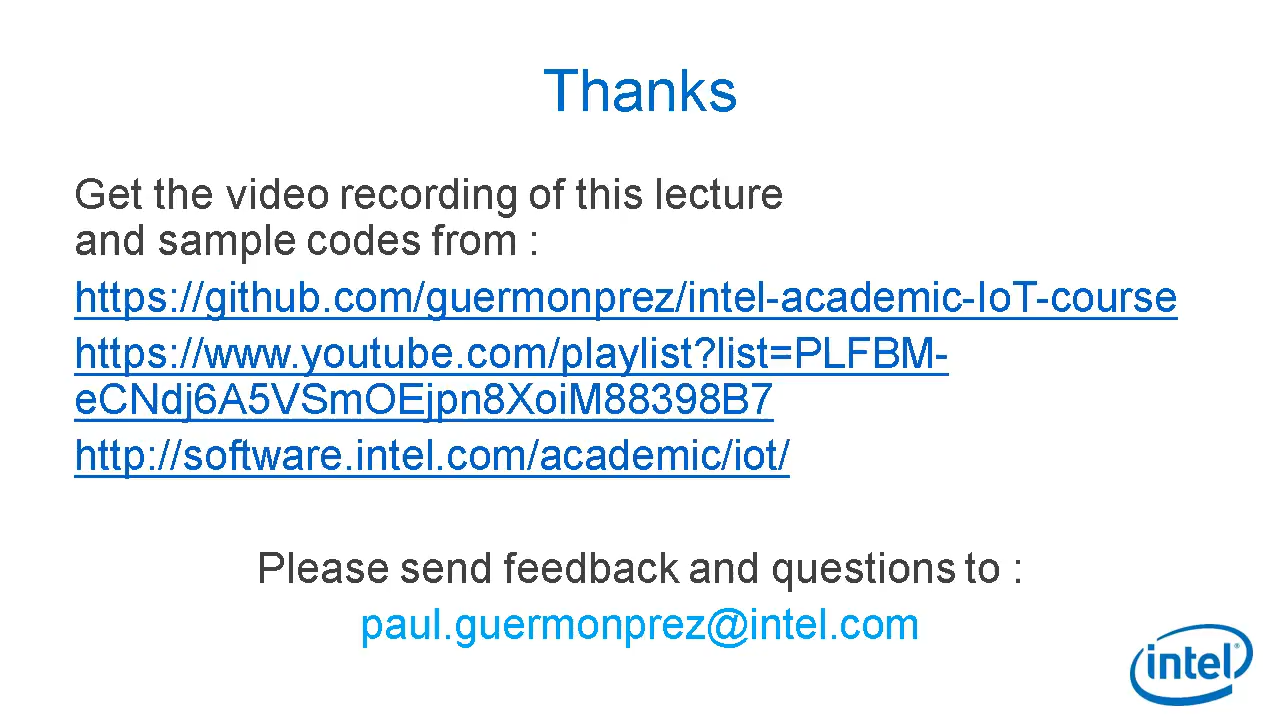 Thanks
Get the video recording of this lecture
and sample codes from :
https://github.com/guermonprez/intel-academic-IoT-course
https://www.youtube.com/playlist?list=PLFBM-
eCNdj6A5VSmOEjpn8XoiM88398B7
http://software.intel.com/academic/iot/
Please send feedback and questions to :
paul.guermonprez@intel.com
intel®